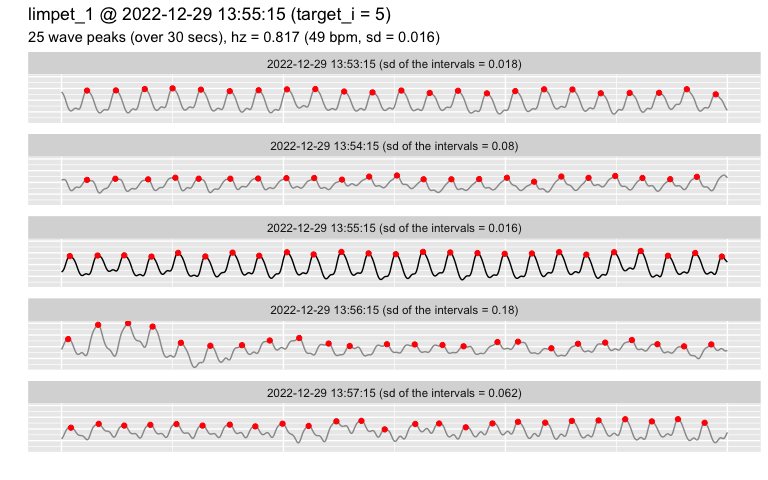 limpet_1 @ 2022-12-29 13:55:15 (target_i = 5)
25 wave peaks (over 30 secs), hz = 0.817 (49 bpm, sd = 0.016)
2022-12-29 13:53:15 (sd of the intervals = 0.018)
2022-12-29 13:54:15 (sd of the intervals = 0.08)
2022-12-29 13:55:15 (sd of the intervals = 0.016)
2022-12-29 13:56:15 (sd of the intervals = 0.18)
2022-12-29 13:57:15 (sd of the intervals = 0.062)